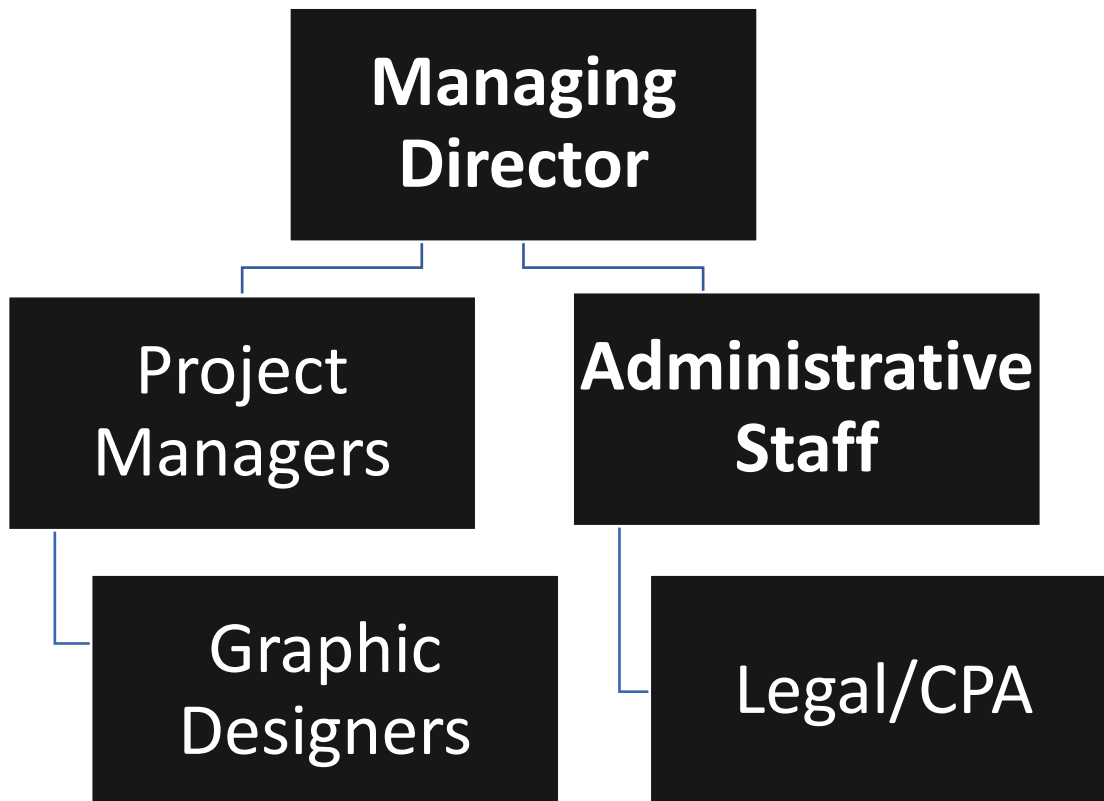 Managing
Director
Project
Managers
Administrative
Staff
Graphic
Designers
Legal/CPA